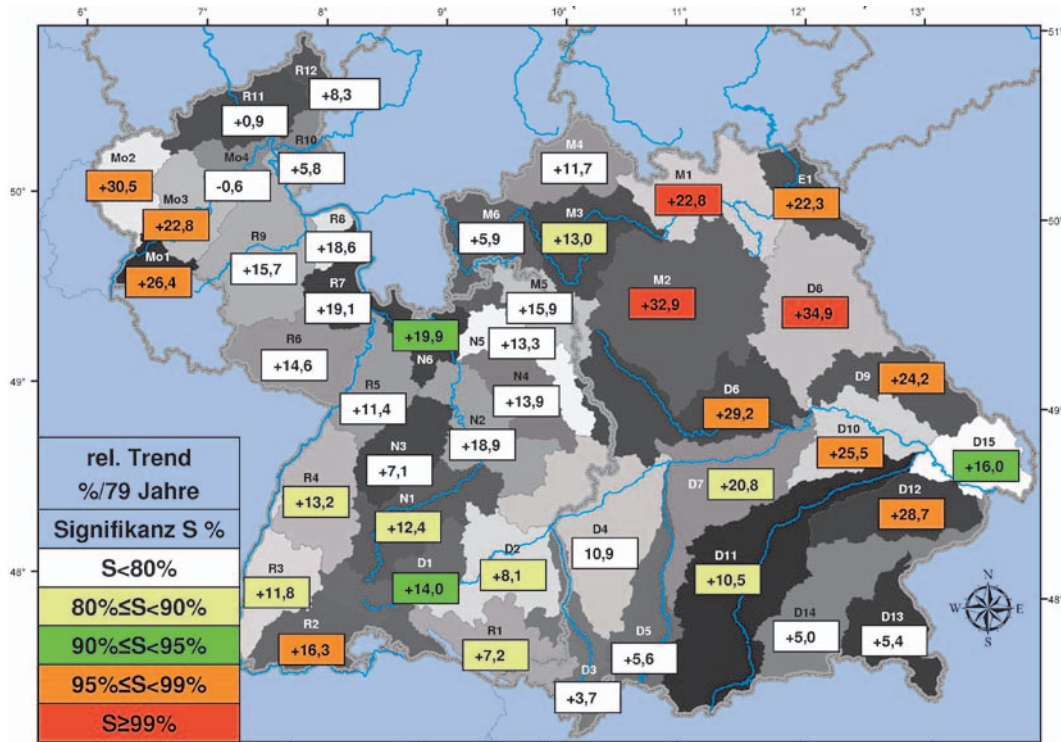 6° 7° 8° 9° 10° 11° 12° 13°
51°
R12
+8,3
R11
+0,9
R10
+5,8
Mo2
+30,5
Mo4
-0,6
Mo3
+22,8
Mo1
+26,4
M4
+11,7
M1
+22,8
E1
+22,3
50°
50°
R8
+18,6
R9
+15,7
R7
+19,1
M6
+5,9
M3
+13,0
M2
+32,9
D8
+34,9
M5
+15,9
N5
+13,3
+19,9
N6
R6
+14,6
49°
49°
R5
+11,4
N4
+13,9
N2
+18,9
N3
+7,1
D6
+29,2
D9
+24,2
D10
+25,5
D15
+16,0
D7
+20,8
D12
+28,7
R4
+13,2
N1
+12,4
D1
+14,0
D2
+8,1
D4
10,9
D11
+10,5
48°
48°
R3
+11,8
R2
+16,3
R1
+7,2
D3
+3,7
D5
+5,6
D14
+5,0
D13
+5,4
N
W E
S
rel. Trend
%/79 Jahre
Signifikanz S %
S<80%
80%≤S<90%
90%≤S<95%
95%≤S<99%
S≥99%